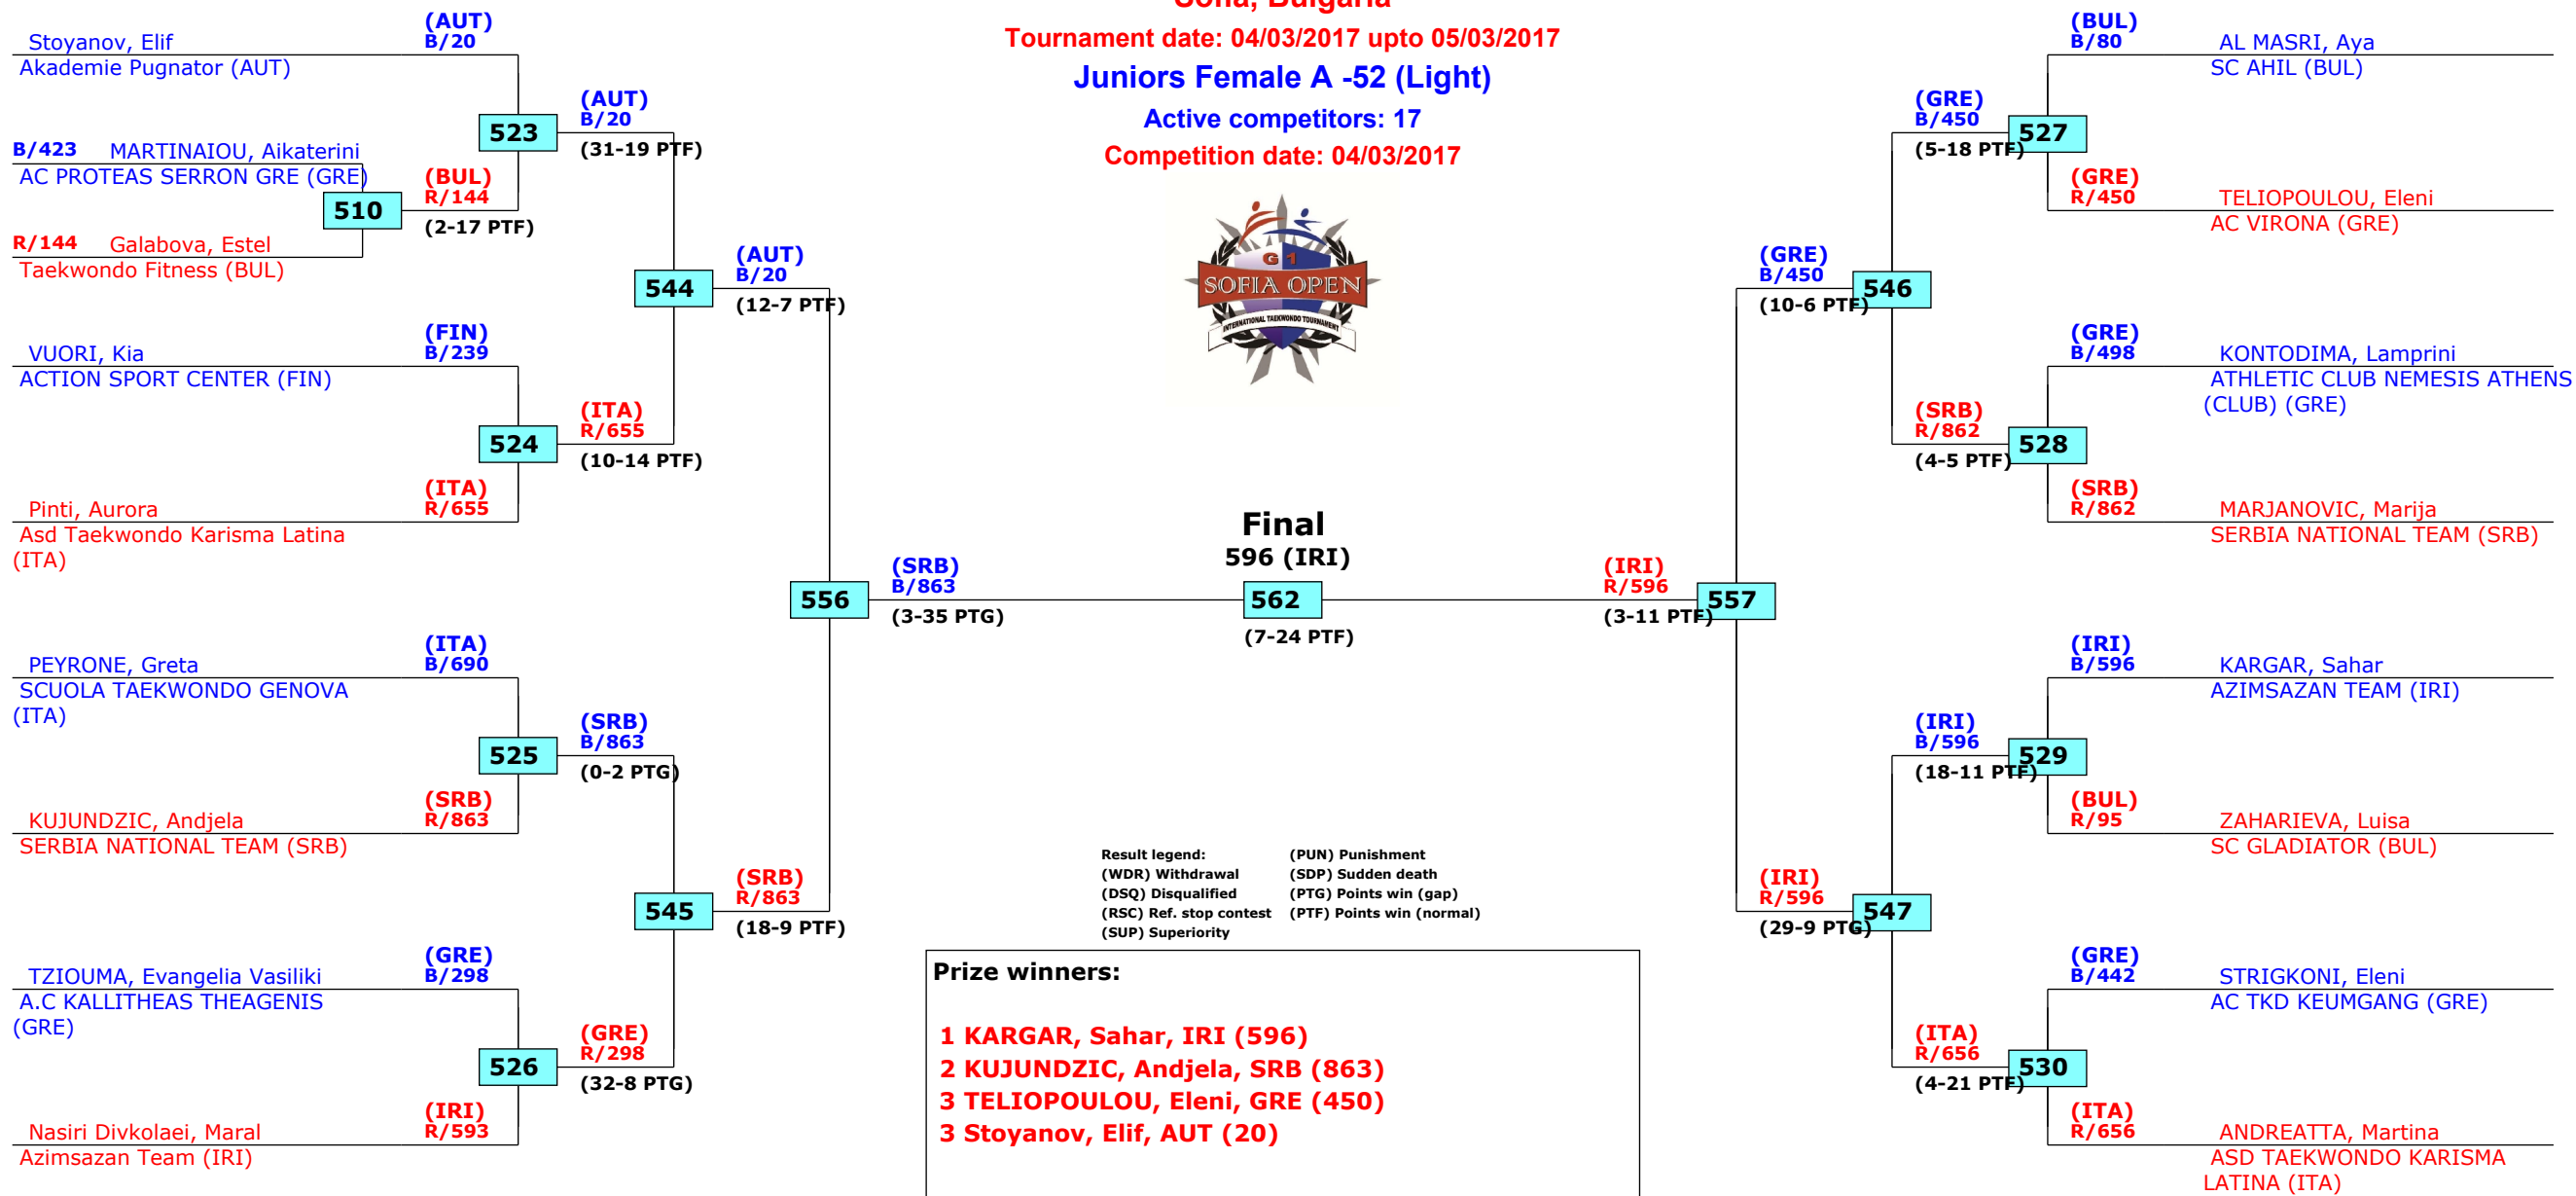 Sofia, Bulgaria
Tournament date: 04/03/2017 upto 05/03/2017
Juniors Female A -52 (Light)
Active competitors: 17
Competition date: 04/03/2017
G 1
SOFIA OPEN
INTERNATIONAL TAEKWONDO TOURNAMENT
Stoyanov, Elif
Akademie Pugnator (AUT)
(AUT)
B/20
B/423 MARTINAIOU, Aikaterini
AC PROTEAS SERRON GRE (GRE)
R/144 Galabova, Estel
Taekwondo Fitness (BUL)
510
(BUL)
R/144
(2-17 PTF)
523
(AUT)
B/20
(31-19 PTF)
VUORI, Kia
ACTION SPORT CENTER (FIN)
(FIN)
B/239
Pinti, Aurora
Asd Taekwondo Karisma Latina
(ITA)
(ITA)
R/655
524
(ITA)
R/655
(10-14 PTF)
544
(AUT)
B/20
(12-7 PTF)
PEYRONE, Greta
SCUOLA TAEKWONDO GENOVA
(ITA)
(ITA)
B/690
KUJUNDZIC, Andjela
SERBIA NATIONAL TEAM (SRB)
(SRB)
R/863
525
(SRB)
B/863
(0-2 PTG)
TZIOUMA, Evangelia Vasiliki
A.C KALLITHEAS THEAGENIS
(GRE)
(GRE)
B/298
Nasiri Divkolaei, Maral
Azimsazan Team (IRI)
(IRI)
R/593
526
(GRE)
R/298
(32-8 PTG)
545
(SRB)
R/863
(18-9 PTF)
556
(SRB)
B/863
(3-35 PTG)
Final
596 (IRI)
562
(7-24 PTF)
(IRI)
R/596
(3-11 PTF)
557
(GRE)
B/450
(10-6 PTF)
546
(GRE)
B/450
(5-18 PTF)
527
(BUL)
B/80
AL MASRI, Aya
SC AHIL (BUL)
(GRE)
R/450
TELIOPOULOU, Eleni
AC VIRONA (GRE)
(SRB)
R/862
(4-5 PTF)
528
(GRE)
B/498
KONTODIMA, Lamprini
ATHLETIC CLUB NEMESIS ATHENS
(CLUB) (GRE)
(SRB)
R/862
MARJANOVIC, Marija
SERBIA NATIONAL TEAM (SRB)
(IRI)
R/596
(29-9 PTG)
547
(IRI)
B/596
(18-11 PTF)
529
(IRI)
B/596
KARGAR, Sahar
AZIMSAZAN TEAM (IRI)
(BUL)
R/95
ZAHARIEVA, Luisa
SC GLADIATOR (BUL)
(ITA)
R/656
(4-21 PTF)
530
(GRE)
B/442
STRIGKONI, Eleni
AC TKD KEUMGANG (GRE)
(ITA)
R/656
ANDREATTA, Martina
ASD TAEKWONDO KARISMA
LATINA (ITA)
Result legend: (PUN) Punishment
(WDR) Withdrawal (SDP) Sudden death
(DSQ) Disqualified (PTG) Points win (gap)
(RSC) Ref. stop contest (PTF) Points win (normal)
(SUP) Superiority
Prize winners:
1 KARGAR, Sahar, IRI (596)
2 KUJUNDZIC, Andjela, SRB (863)
3 TELIOPOULOU, Eleni, GRE (450)
3 Stoyanov, Elif, AUT (20)